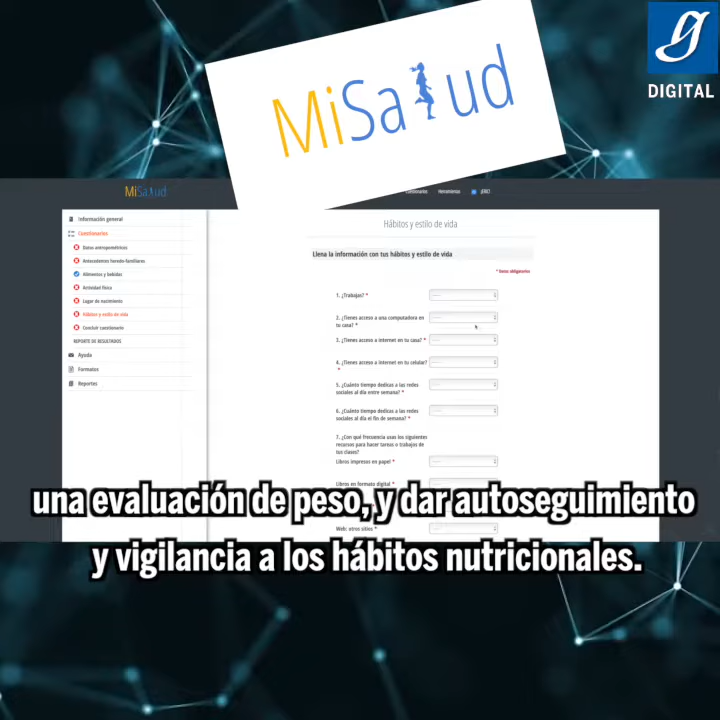 MiSalud
g
DIGITAL
MiSalud
Cuestionarios Herramientas ¡ERIC!
Información general
Cuestionarios
Datos antropométricos
Antecedentes heredo-familiares
Alimentos y bebidas
Actividad física
Lugar de nacimiento
Hábitos y estilo de vida
Concluir cuestionario
REPORTE DE RESULTADOS
Ayuda
Formatos
Reportes
Hábitos y estilo de vida
Llena la información con tus hábitos y estilo de vida
* Datos obligatorios
1. ¿Trabajas? *
2. ¿Tienes acceso a una computadora en
tu casa? *
3. ¿Tienes acceso a internet en tu casa? *
4. ¿Tienes acceso a internet en tu celular?
*
5. ¿Cuánto tiempo dedicas a las redes
sociales al día entre semana? *
6. ¿Cuánto tiempo dedicas a las redes
sociales al día el fin de semana? *
7. ¿Con qué frecuencia usas los siguientes
recursos para hacer tareas o trabajos de
tus clases?
Libros impresos en papel *
Libros en formato digital *
Web: otros sitios *
una evaluación de peso, y dar autoseguimiento
y vigilancia a los hábitos nutricionales.